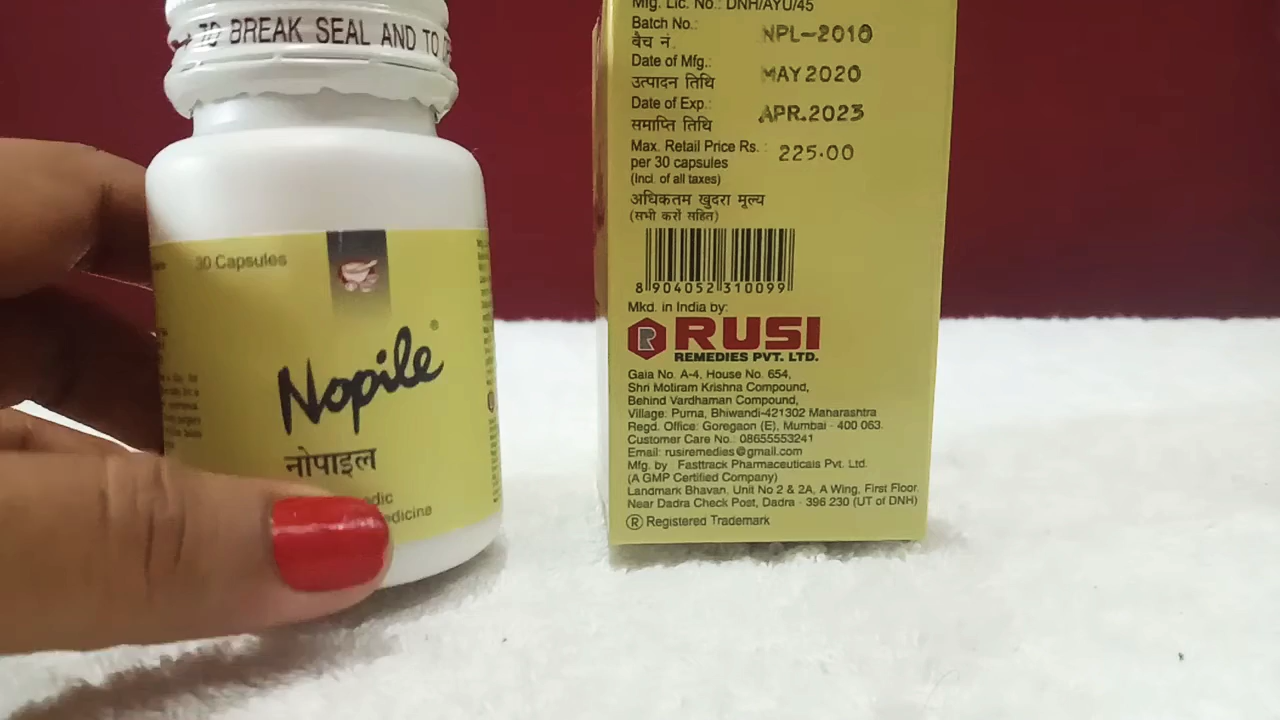 TO BREAK SEAL AND TO
30 Capsules
Nopile®
नोपाइल
Mfg. Lic. No.: DNH/AYU/45
Batch No.: NPL-2010
बैच नं.
Date of Mfg.: MAY 2020
उत्पादन तिथि
Date of Exp.: APR.2023
समाप्ति तिथि
Max. Retail Price Rs. : 225.00
per 30 capsules
(Incl. of all taxes)
अधिकतम खुदरा मूल्य
(सभी करों सहित)
8 904052 310099
Mkd. in India by:
R RUSI
REMEDIES PVT. LTD.
Gala No. A-4, House No. 654,
Shri Motiram Krishna Compound,
Behind Vardhaman Compound,
Village: Purna, Bhiwandi-421302 Maharashtra
Regd. Office: Goregaon (E), Mumbai - 400 063.
Customer Care No.: 08655553241
Email: rusiremedies@gmail.com
Mfg. by Fasttrack Pharmaceuticals Pvt. Ltd.
(A GMP Certified Company)
Landmark Bhavan, Unit No 2 & 2A, A Wing, First Floor,
Near Dadra Check Post, Dadra - 396 230 (UT of DNH)
® Registered Trademark